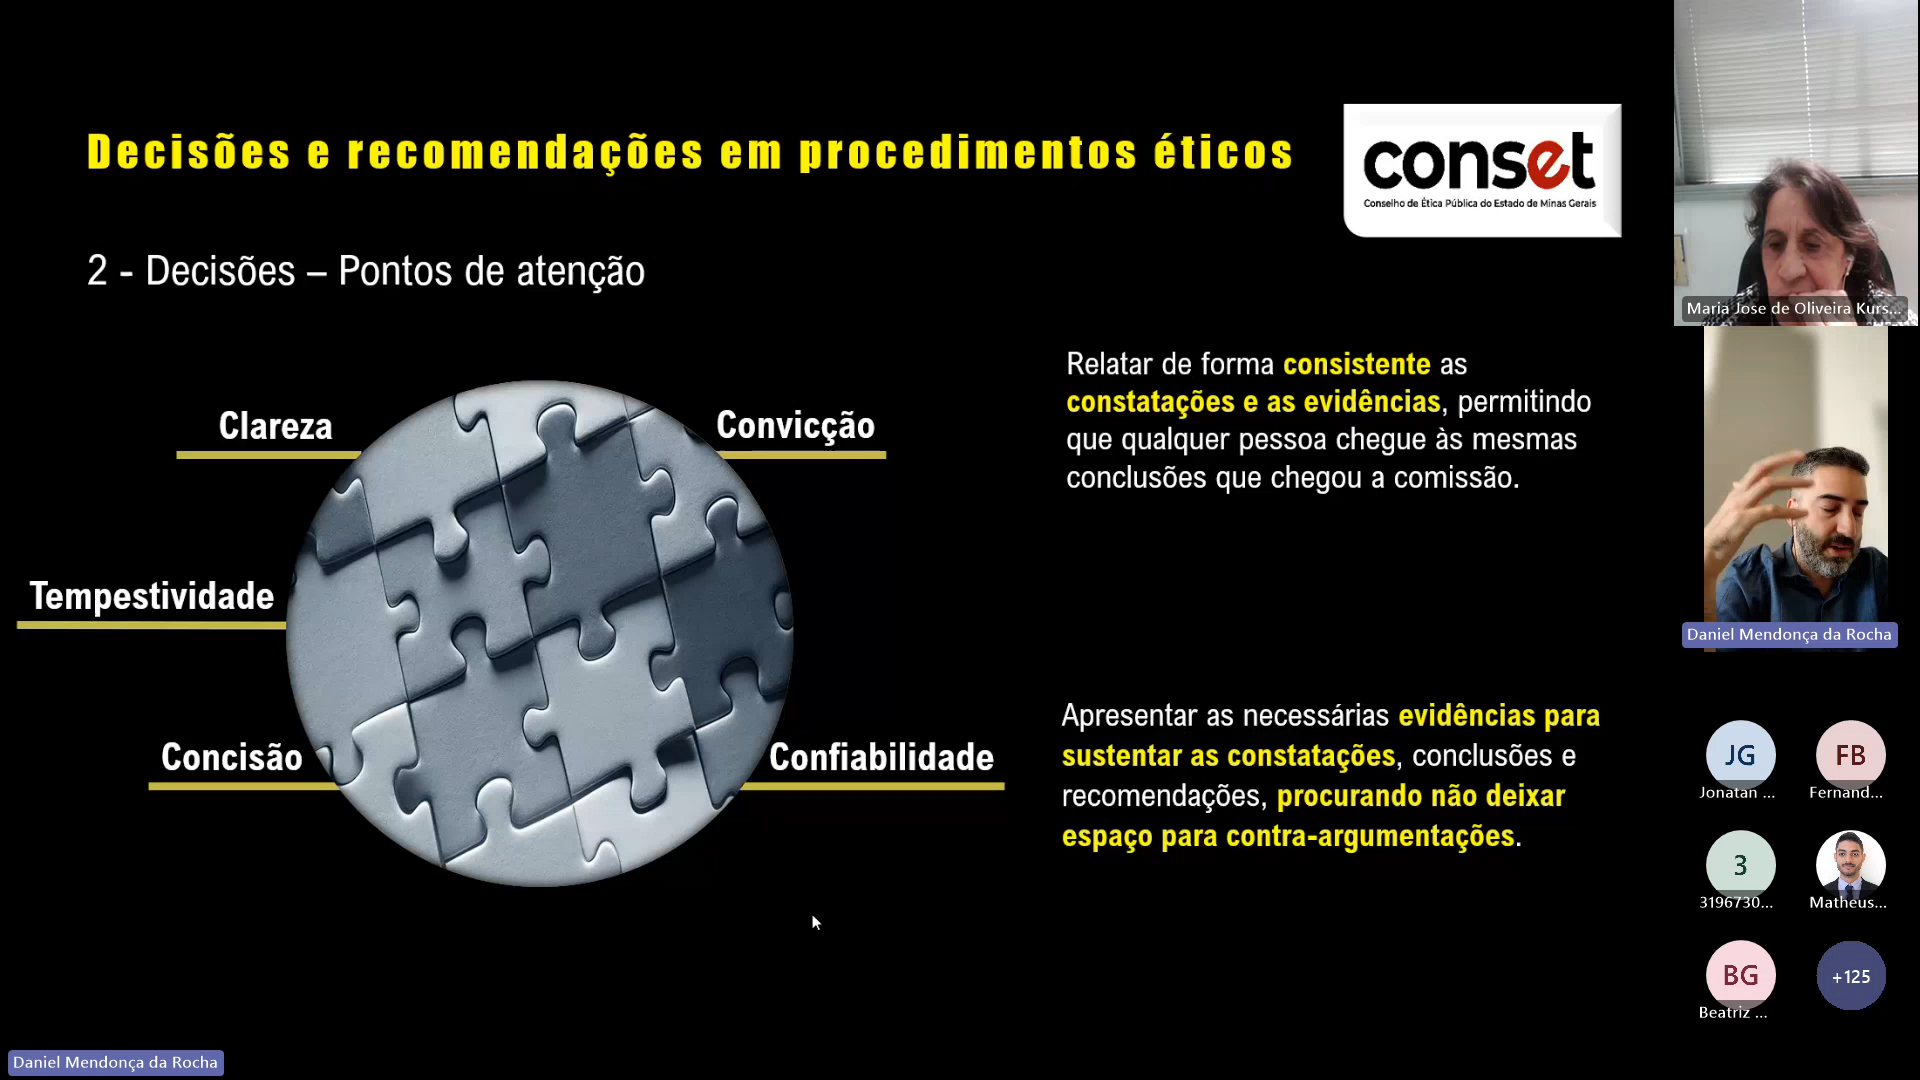 Decisões e recomendações em procedimentos éticos
conset
Conselho de Ética Pública do Estado de Minas Gerais
2 - Decisões – Pontos de atenção
Clareza
Convicção
Tempestividade
Concisão
Confiabilidade
Relatar de forma consistente as
constatações e as evidências, permitindo
que qualquer pessoa chegue às mesmas
conclusões que chegou a comissão.
Apresentar as necessárias evidências para
sustentar as constatações, conclusões e
recomendações, procurando não deixar
espaço para contra-argumentações.
Maria Jose de Oliveira Kurs...
Daniel Mendonça da Rocha
JG
Jonatan ...
FB
Fernand...
3
3196730...
Matheus...
BG
Beatriz ...
+125
Daniel Mendonça da Rocha